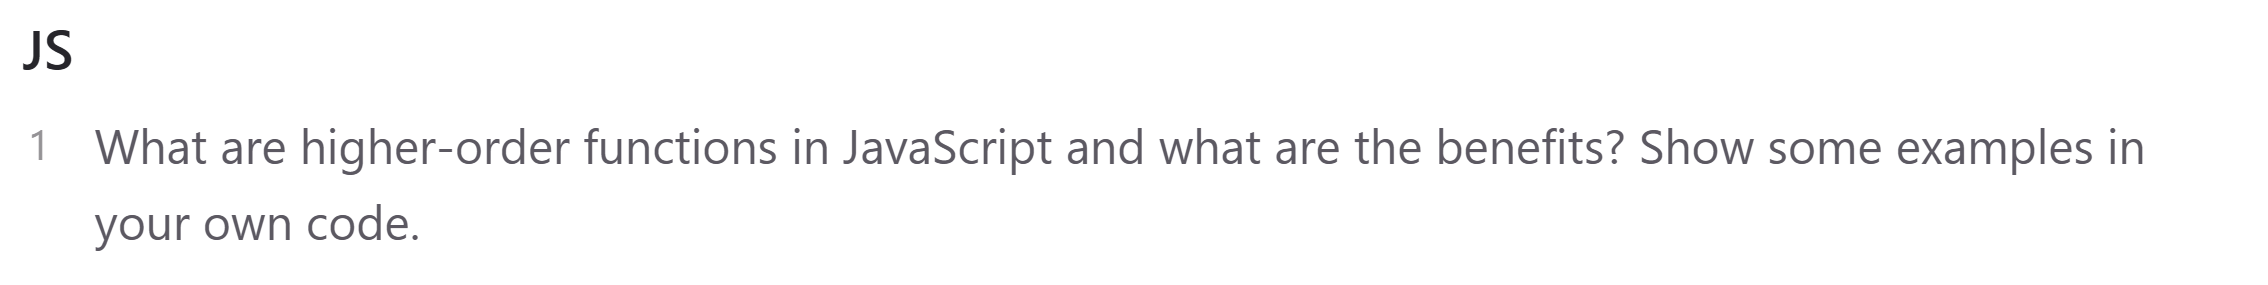 JS
1 What are higher-order functions in JavaScript and what are the benefits? Show some examples in
your own code.